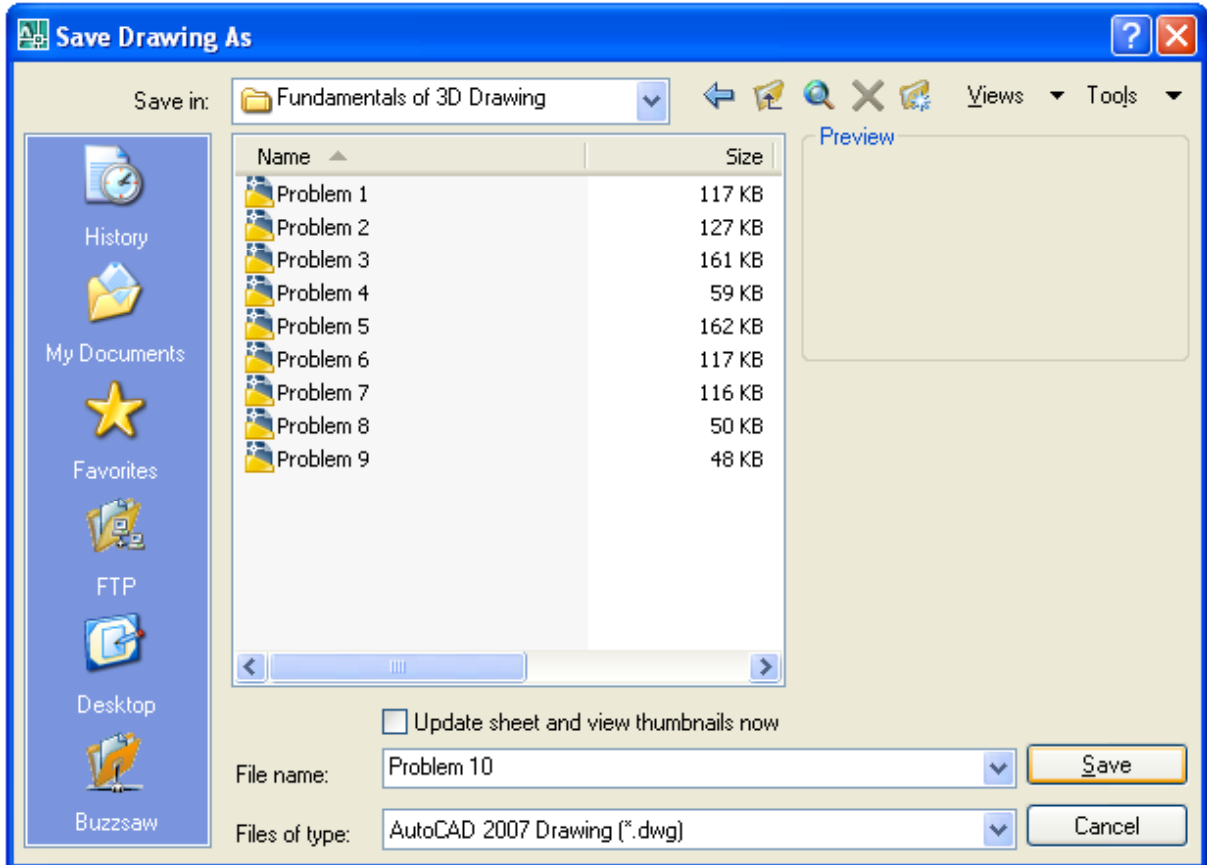 Save Drawing As
Save in: Fundamentals of 3D Drawing Views Tools
History
My Documents
Favorites
FTP
Desktop
Buzzsaw
Name Size
Problem 1 117 KB
Problem 2 127 KB
Problem 3 161 KB
Problem 4 59 KB
Problem 5 162 KB
Problem 6 117 KB
Problem 7 116 KB
Problem 8 50 KB
Problem 9 48 KB
Preview
Update sheet and view thumbnails now
File name: Problem 10 Save
Files of type: AutoCAD 2007 Drawing (*.dwg) Cancel